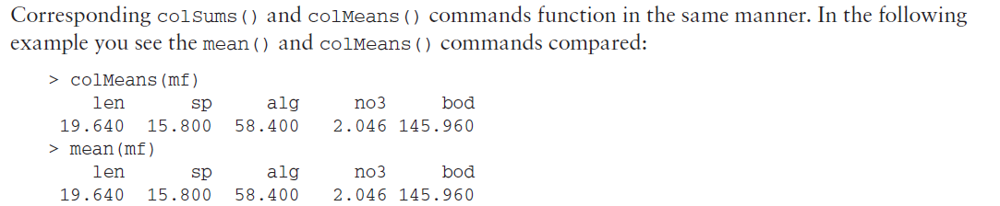 Corresponding colSums() and colMeans() commands function in the same manner. In the following
example you see the mean() and colMeans() commands compared:
> colMeans(mf)
len sp alg no3 bod
19.640 15.800 58.400 2.046 145.960
> mean(mf)
len sp alg no3 bod
19.640 15.800 58.400 2.046 145.960